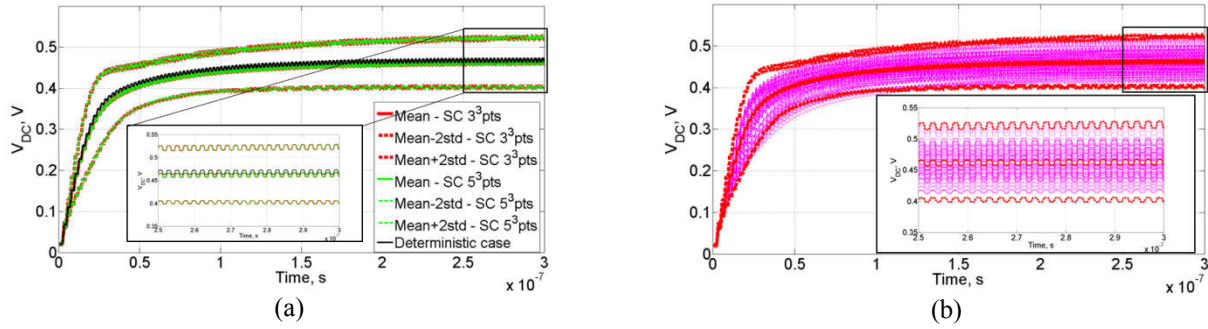 0.5
0.4
0.3
0.2
0.1
0
V_DC, V
0 0.5 1 1.5 2 2.5 3
Time, s
x 10^-7
0.55
0.5
0.45
0.4
0.35
V_DC, V
2.5 2.6 2.7 2.8 2.9 3
Time, s
x 10^-7
Mean - SC 3^3pts
Mean-2std - SC 3^3pts
Mean+2std - SC 3^3pts
Mean - SC 5^3pts
Mean-2std - SC 5^3pts
Mean+2std - SC 5^3pts
Deterministic case
(a)
0.5
0.4
0.3
0.2
0.1
0
V_DC, V
0 0.5 1 1.5 2 2.5 3
Time, s
x 10^-7
0.55
0.5
0.45
0.4
0.35
V_DC, V
2.5 2.6 2.7 2.8 2.9 3
Time, s
x 10^-7
(b)